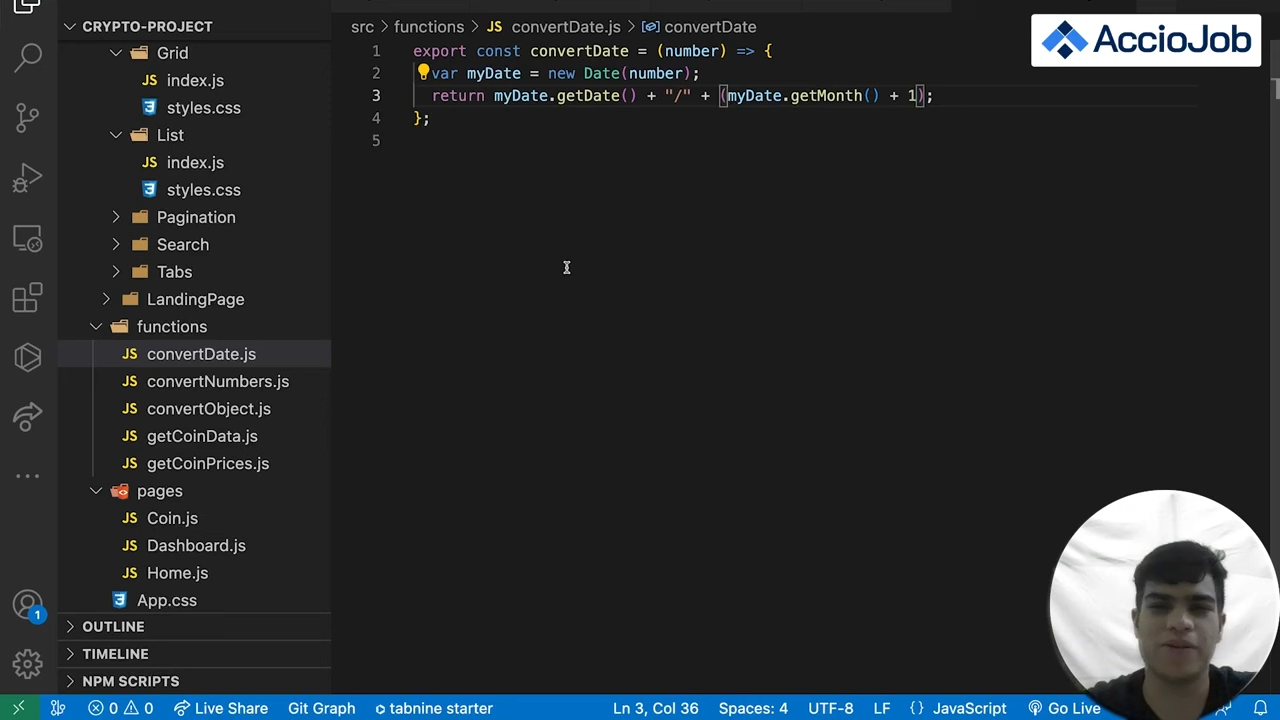 CRYPTO-PROJECT
Grid
JS index.js
styles.css
List
JS index.js
styles.css
Pagination
Search
Tabs
LandingPage
functions
JS convertDate.js
JS convertNumbers.js
JS convertObject.js
JS getCoinData.js
JS getCoinPrices.js
pages
JS Coin.js
JS Dashboard.js
JS Home.js
App.css
OUTLINE
TIMELINE
NPM SCRIPTS
1
src > functions > JS convertDate.js > convertDate
1 export const convertDate = (number) => {
2 var myDate = new Date(number);
3 return myDate.getDate() + "/" + (myDate.getMonth() + 1);
4 };
5
AccioJob
0 0 Live Share Git Graph tabnine starter Ln 3, Col 36 Spaces: 4 UTF-8 LF {} JavaScript Go Live